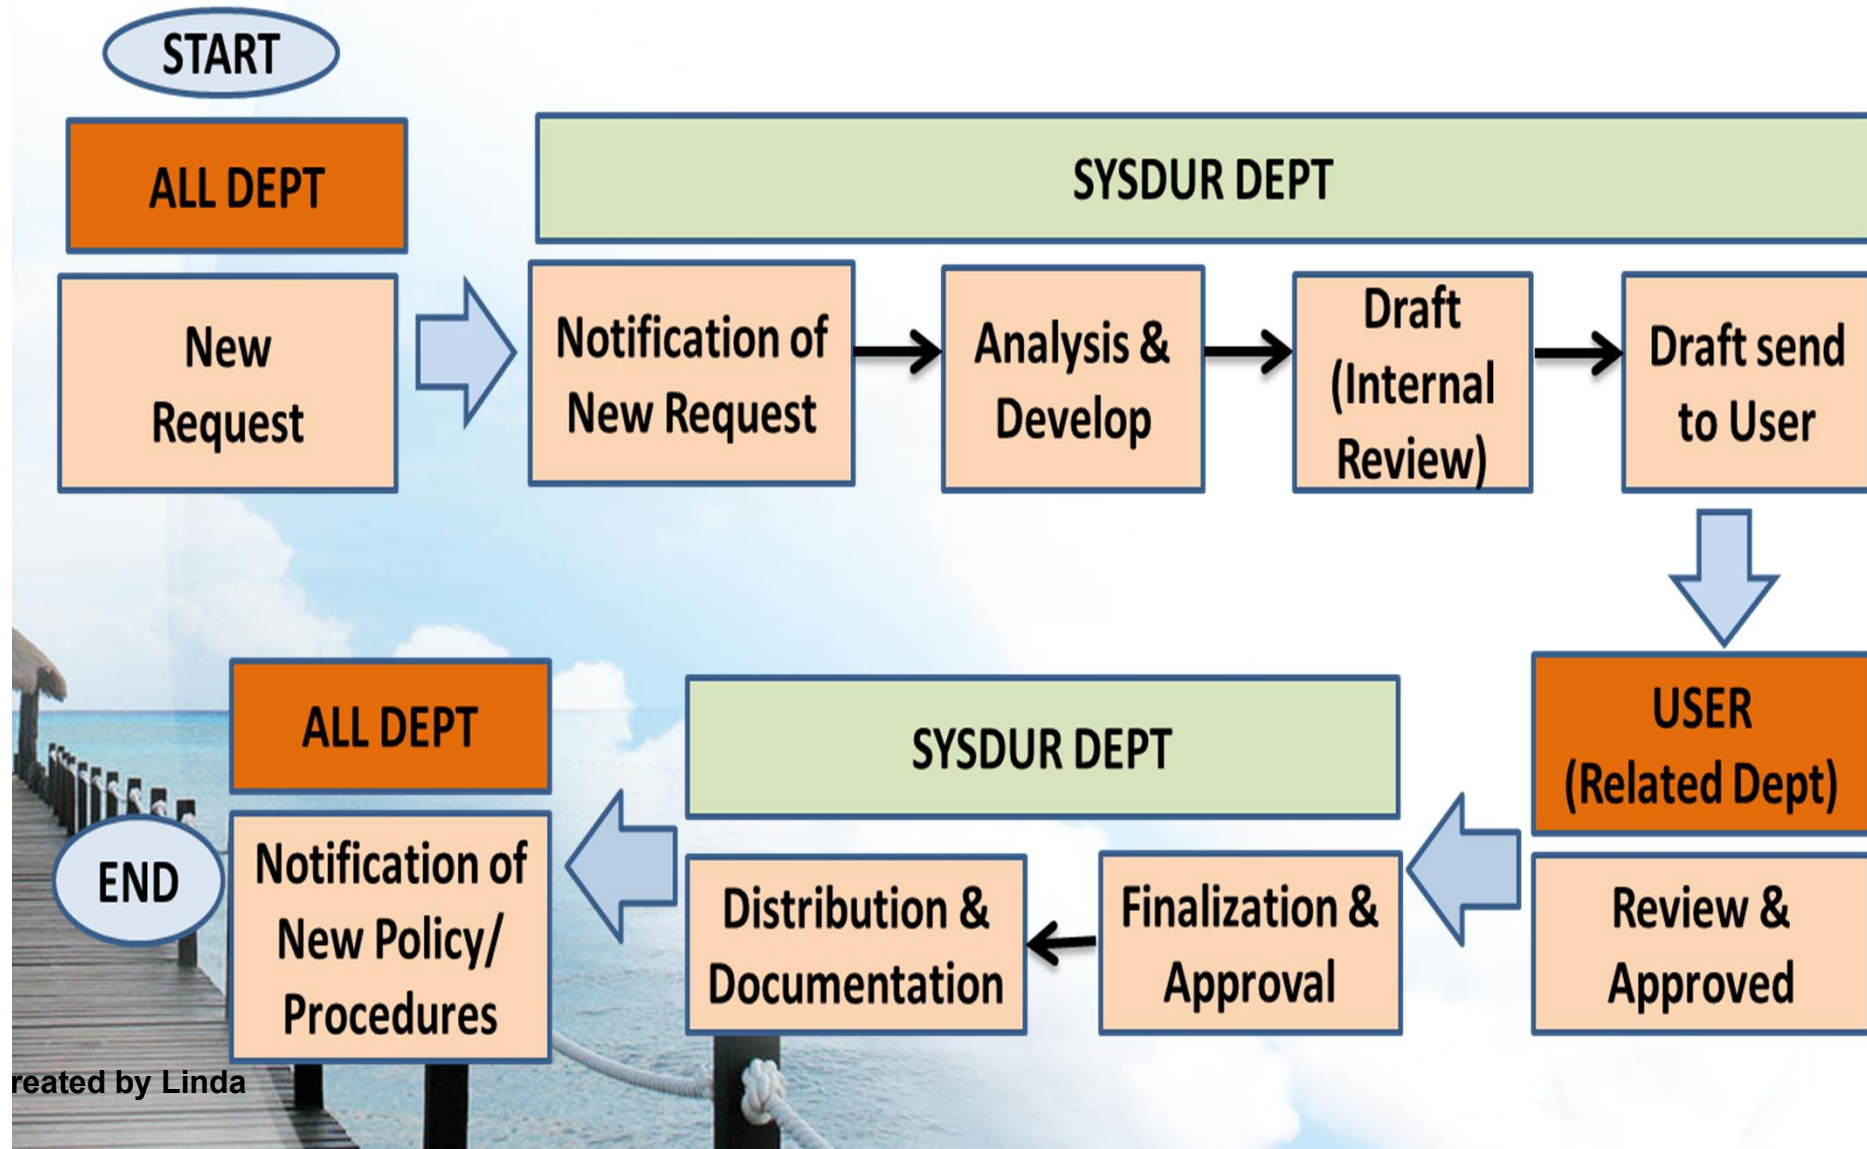 START
ALL DEPT
SYSDUR DEPT
New
Request
Notification of
New Request
Analysis &
Develop
Draft
(Internal
Review)
Draft send
to User
USER
(Related Dept)
Review &
Approved
SYSDUR DEPT
Finalization &
Approval
Distribution &
Documentation
ALL DEPT
Notification of
New Policy/
Procedures
END
reated by Linda